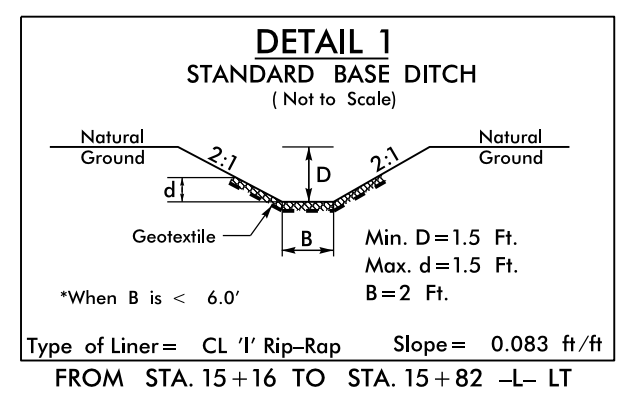 DETAIL 1
STANDARD BASE DITCH
( Not to Scale)
Natural
Ground
2:1
D
2:1
Natural
Ground
d
Geotextile
B
Min. D=1.5 Ft.
Max. d=1.5 Ft.
B=2 Ft.
*When B is < 6.0'
Type of Liner= CL 'I' Rip-Rap Slope= 0.083 ft/ft
FROM STA. 15+16 TO STA. 15+82 -L- LT